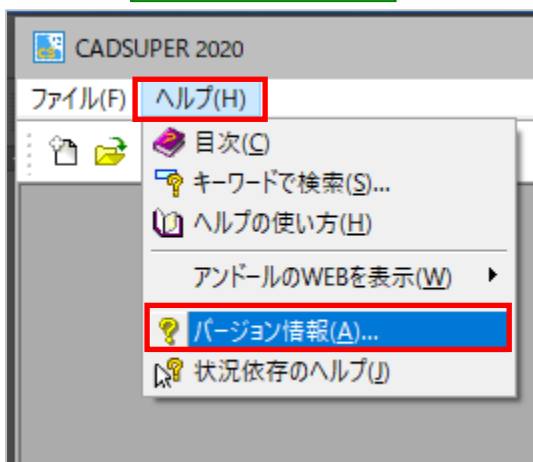 CADSUPER 2020
ファイル(F) ヘルプ(H)
目次(C)
キーワードで検索(S)...
ヘルプの使い方(H)
アンドールのWEBを表示(W)
バージョン情報(A)...
状況依存のヘルプ(J)